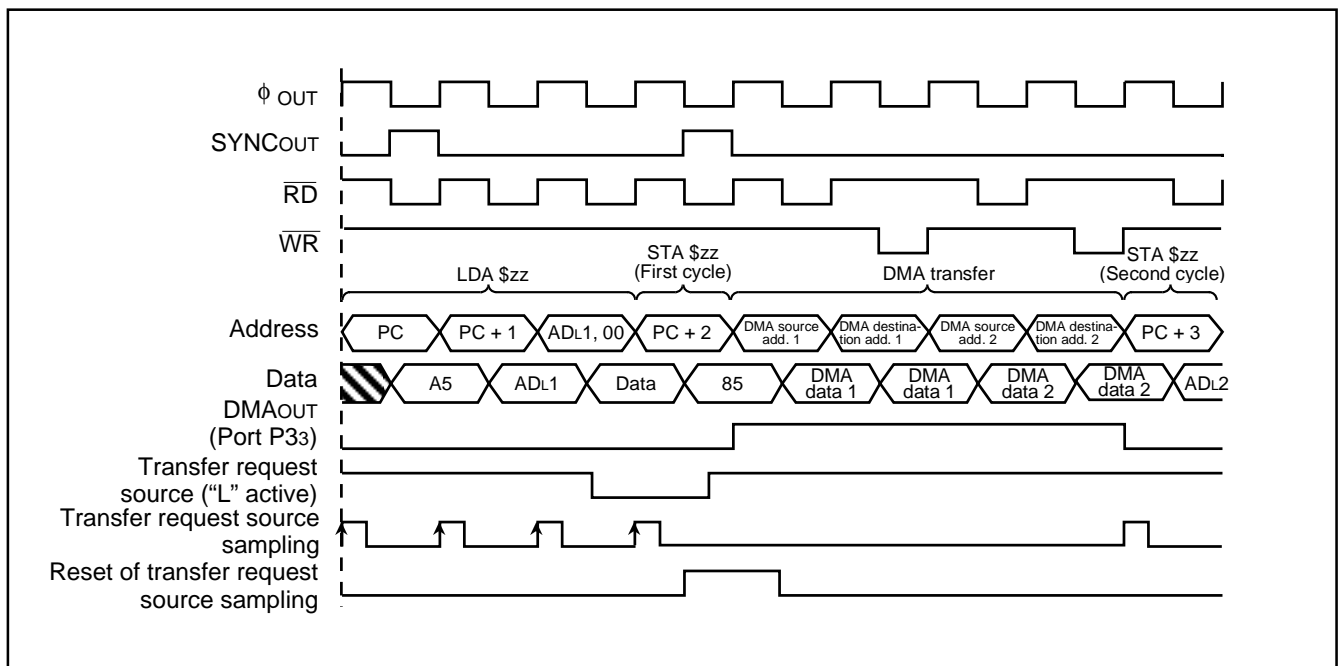 ϕ OUT
SYNCOUT
RD
WR
LDA $zz
STA $zz
(First cycle)
DMA transfer
STA $zz
(Second cycle)
Address
PC
PC + 1
ADL1, 00
PC + 2
DMA source
add. 1
DMA destina-
tion add. 1
DMA source
add. 2
DMA destina-
tion add. 2
PC + 3
Data
A5
ADL1
Data
85
DMA
data 1
DMA
data 1
DMA
data 2
DMA
data 2
ADL2
DMAOUT
(Port P33)
Transfer request
source (“L” active)
Transfer request source
sampling
Reset of transfer request
source sampling